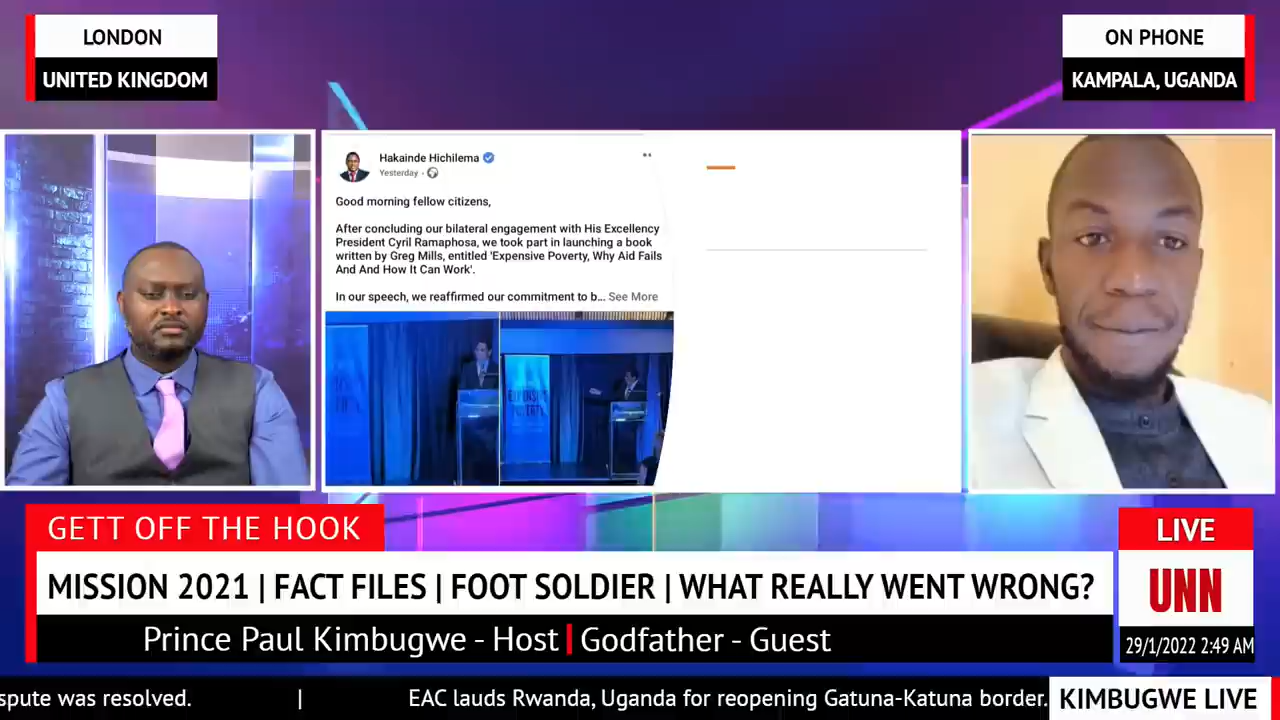 LONDON
UNITED KINGDOM
ON PHONE
KAMPALA, UGANDA
Hakainde Hichilema
Yesterday ·
Good morning fellow citizens,
After concluding our bilateral engagement with His Excellency
President Cyril Ramaphosa, we took part in launching a book
written by Greg Mills, entitled 'Expensive Poverty, Why Aid Fails
And And How It Can Work'.
In our speech, we reaffirmed our commitment to b... See More
EXPENSIVE
POVERTY
GETT OFF THE HOOK
MISSION 2021 | FACT FILES | FOOT SOLDIER | WHAT REALLY WENT WRONG?
Prince Paul Kimbugwe - Host | Godfather - Guest
LIVE
UNN
29/1/2022 2:49 AM
spute was resolved. | EAC lauds Rwanda, Uganda for reopening Gatuna-Katuna border.
KIMBUGWE LIVE